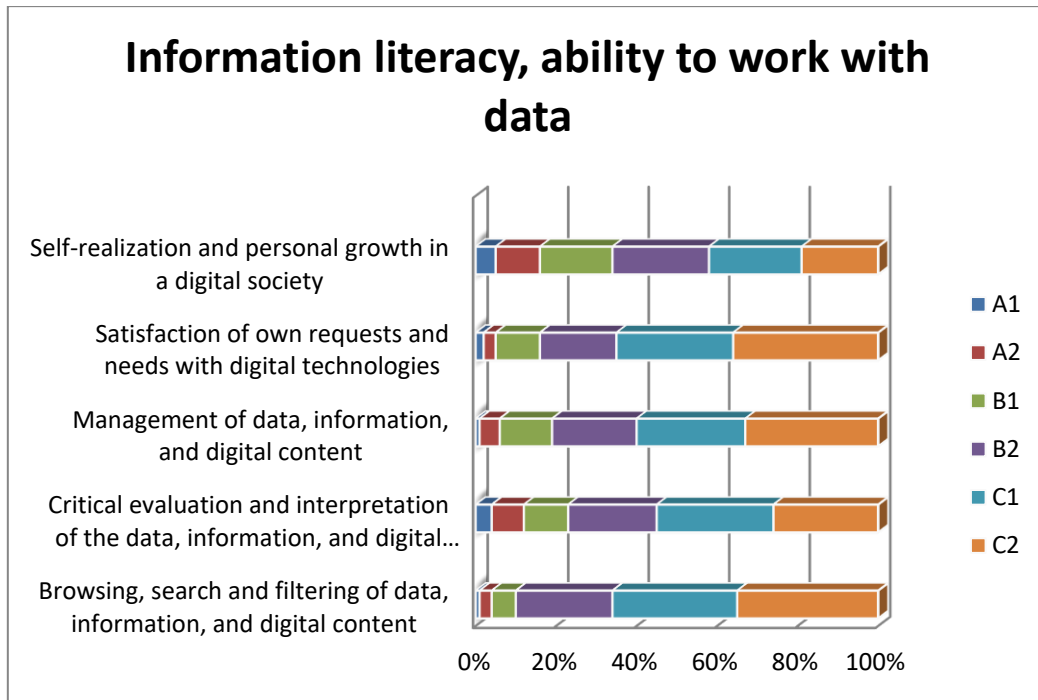 Information literacy, ability to work with
data
Self-realization and personal growth in
a digital society
Satisfaction of own requests and
needs with digital technologies
Management of data, information,
and digital content
Critical evaluation and interpretation
of the data, information, and digital...
Browsing, search and filtering of data,
information, and digital content
0% 20% 40% 60% 80% 100%
A1
A2
B1
B2
C1
C2